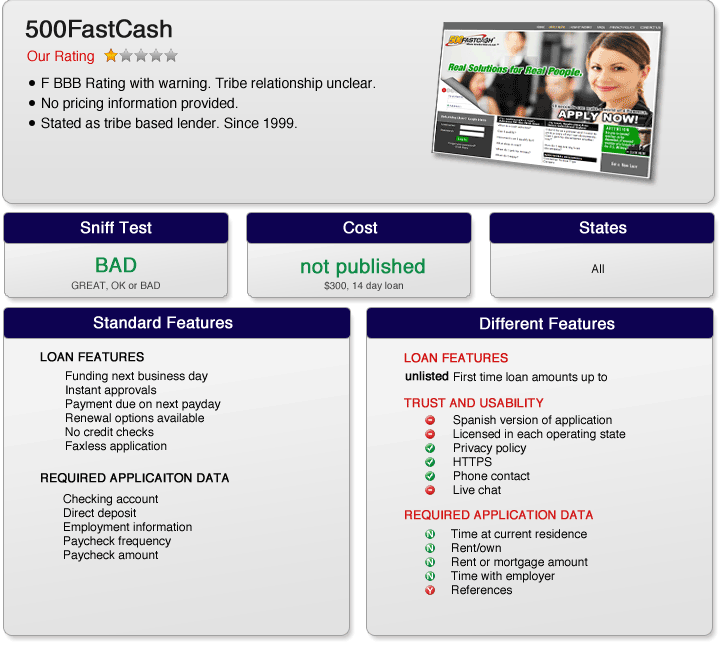 500FastCash
Our Rating
F BBB Rating with warning. Tribe relationship unclear.
No pricing information provided.
Stated as tribe based lender. Since 1999.
500FASTCASH
Real Solutions for Real People.
APPLY NOW!
Sniff Test
BAD
GREAT, OK or BAD
Cost
not published
$300, 14 day loan
States
All
Standard Features
LOAN FEATURES
Funding next business day
Instant approvals
Payment due on next payday
Renewal options available
No credit checks
Faxless application
REQUIRED APPLICAITON DATA
Checking account
Direct deposit
Employment information
Paycheck frequency
Paycheck amount
Different Features
LOAN FEATURES
unlisted First time loan amounts up to
TRUST AND USABILITY
Spanish version of application
Licensed in each operating state
Privacy policy
HTTPS
Phone contact
Live chat
REQUIRED APPLICATION DATA
N Time at current residence
N Rent/own
N Rent or mortgage amount
N Time with employer
Y References